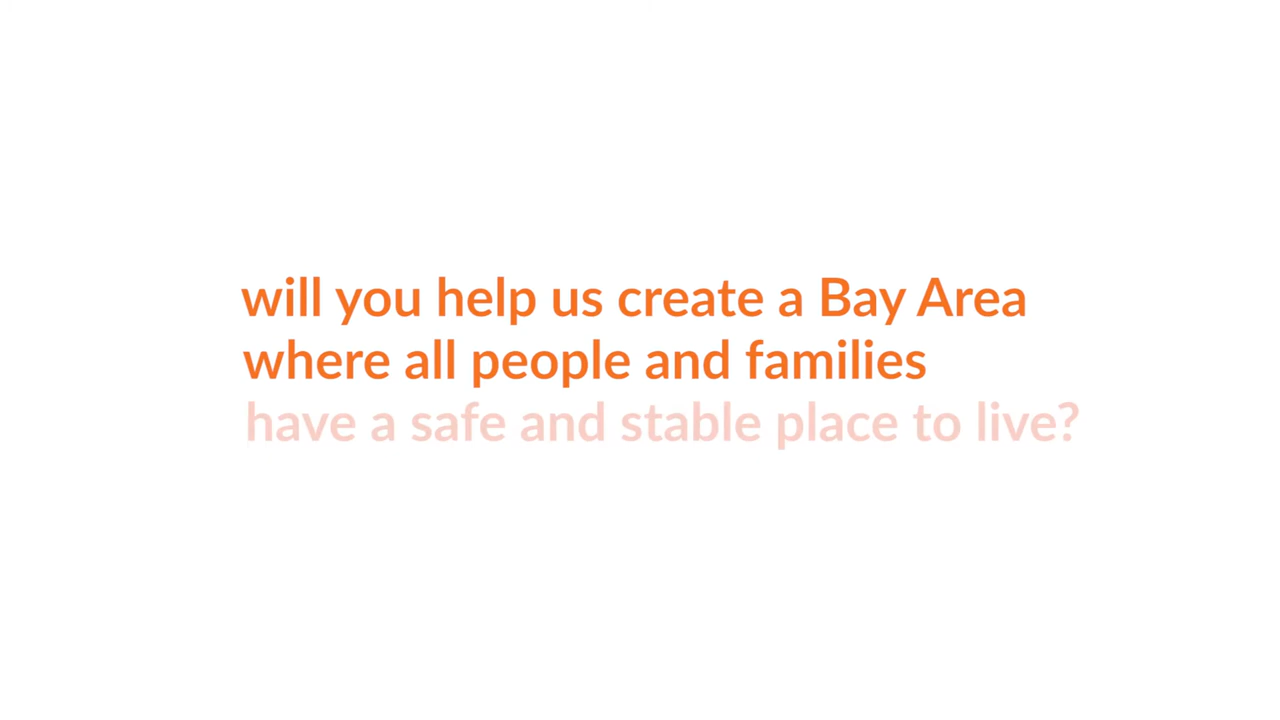 will you help us create a Bay Area
where all people and families
have a safe and stable place to live?